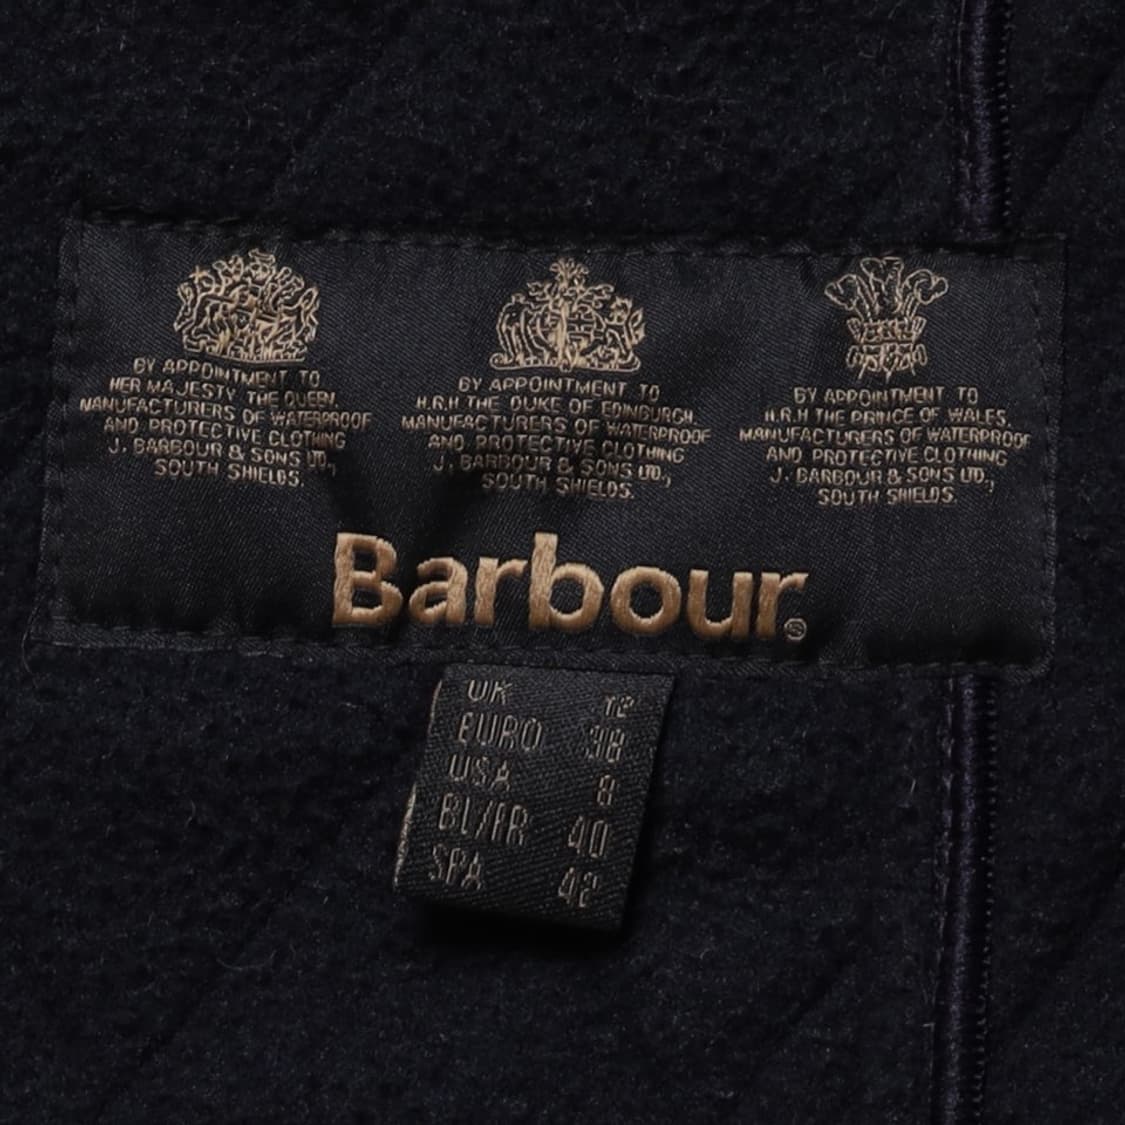 BY APPOINTMENT TO
HER MAJESTY THE QUEEN,
MANUFACTURERS OF WATERPROOF
AND PROTECTIVE CLOTHING
J. BARBOUR & SONS LTD.,
SOUTH SHIELDS.
BY APPOINTMENT TO
H.R.H THE DUKE OF EDINBURGH,
MANUFACTURERS OF WATERPROOF
AND PROTECTIVE CLOTHING
J. BARBOUR & SONS LTD.,
SOUTH SHIELDS.
BY APPOINTMENT TO
H.R.H THE PRINCE OF WALES,
MANUFACTURERS OF WATERPROOF
AND PROTECTIVE CLOTHING
J. BARBOUR & SONS LTD.,
SOUTH SHIELDS.
Barbour®
UK 12
EURO 38
USA 8
BL/FR 40
SPA 42